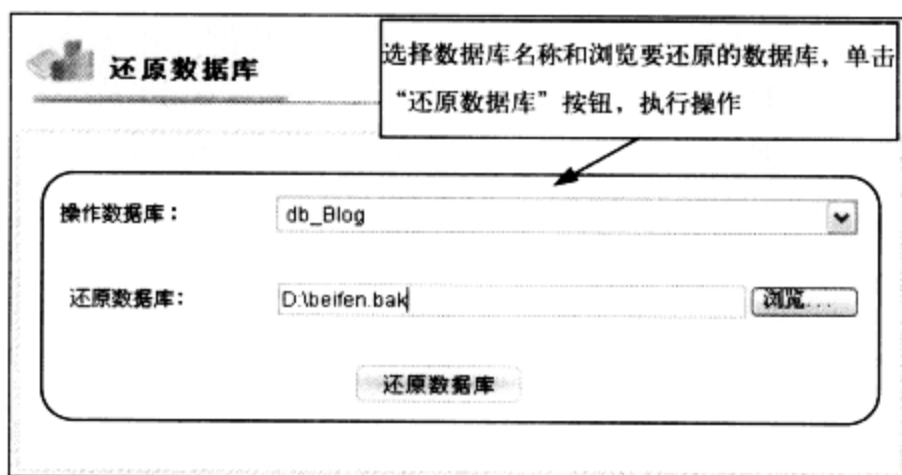 还原数据库
选择数据库名称和浏览要还原的数据库，单击
“还原数据库”按钮，执行操作
操作数据库：
db_Blog
还原数据库：
D:\beifen.bak
浏览...
还原数据库